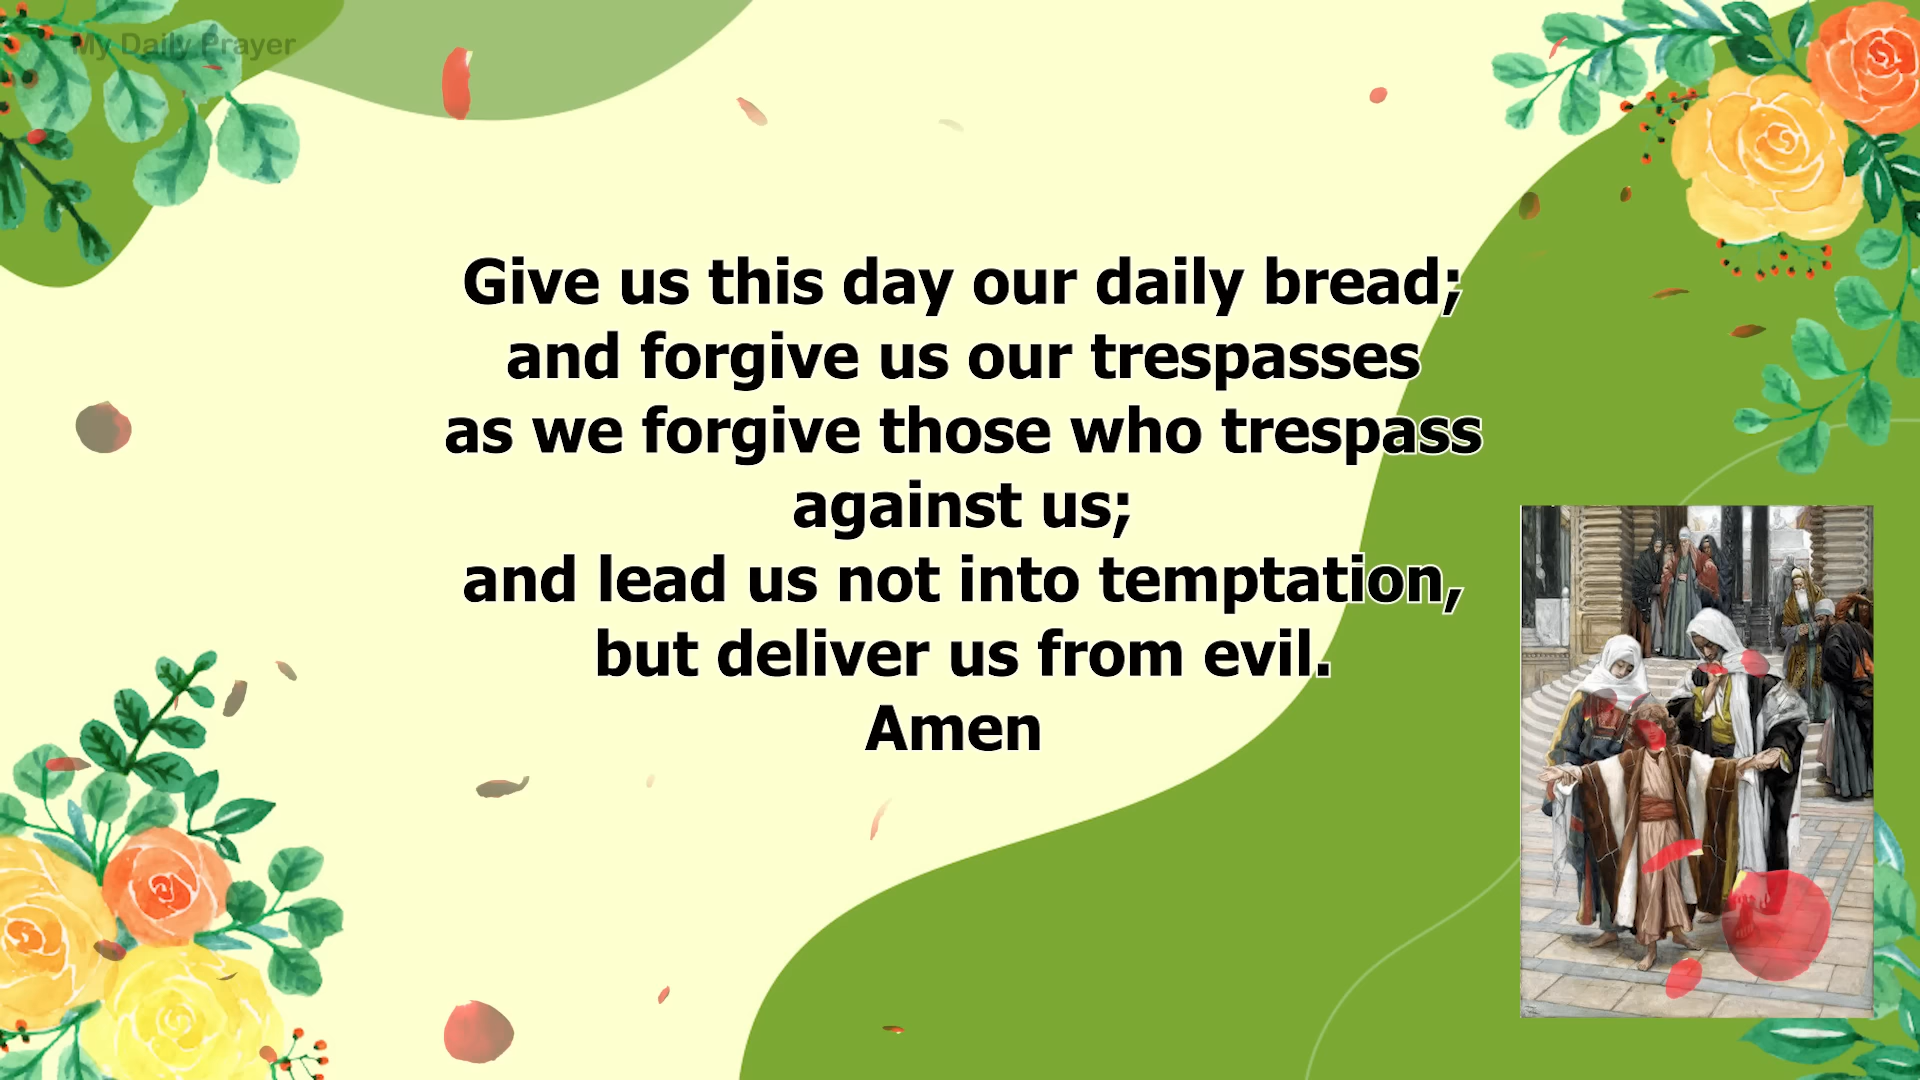 My Daily Prayer
Give us this day our daily bread;
and forgive us our trespasses
as we forgive those who trespass
against us;
and lead us not into temptation,
but deliver us from evil.
Amen